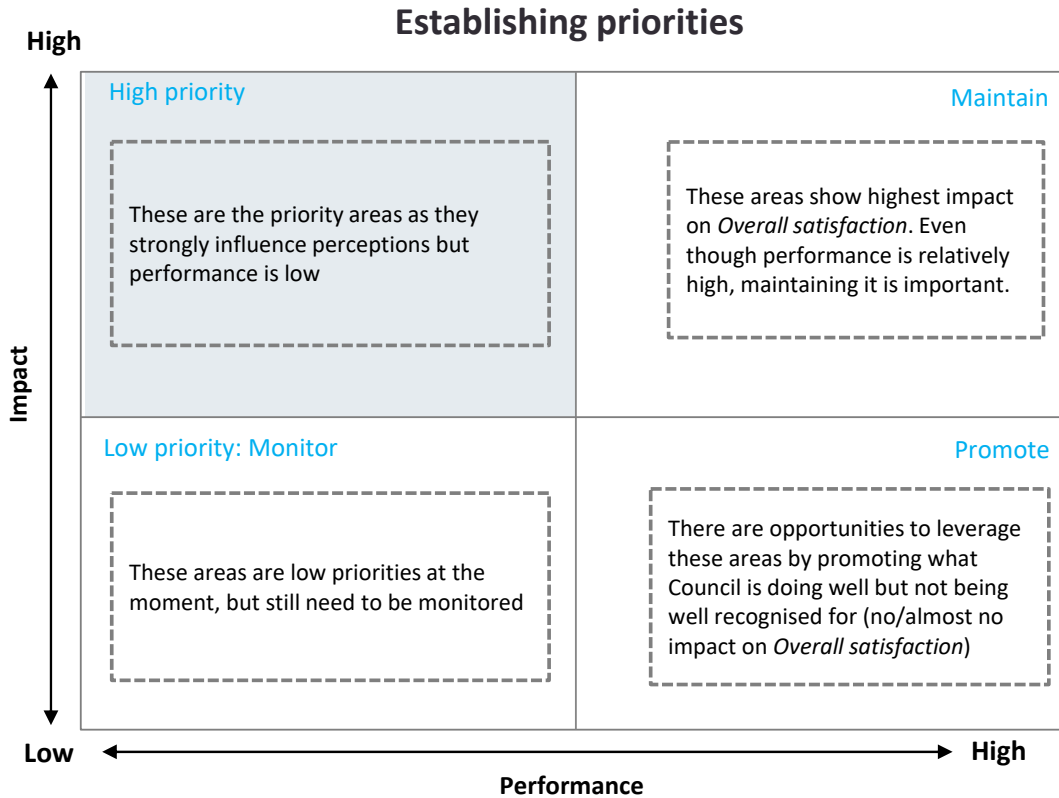 Establishing priorities
High
High priority
These are the priority areas as they
strongly influence perceptions but
performance is low
Maintain
These areas show highest impact
on Overall satisfaction. Even
though performance is relatively
high, maintaining it is important.
Impact
Low priority: Monitor
These areas are low priorities at the
moment, but still need to be monitored
Promote
There are opportunities to leverage
these areas by promoting what
Council is doing well but not being
well recognised for (no/almost no
impact on Overall satisfaction)
Low
High
Performance